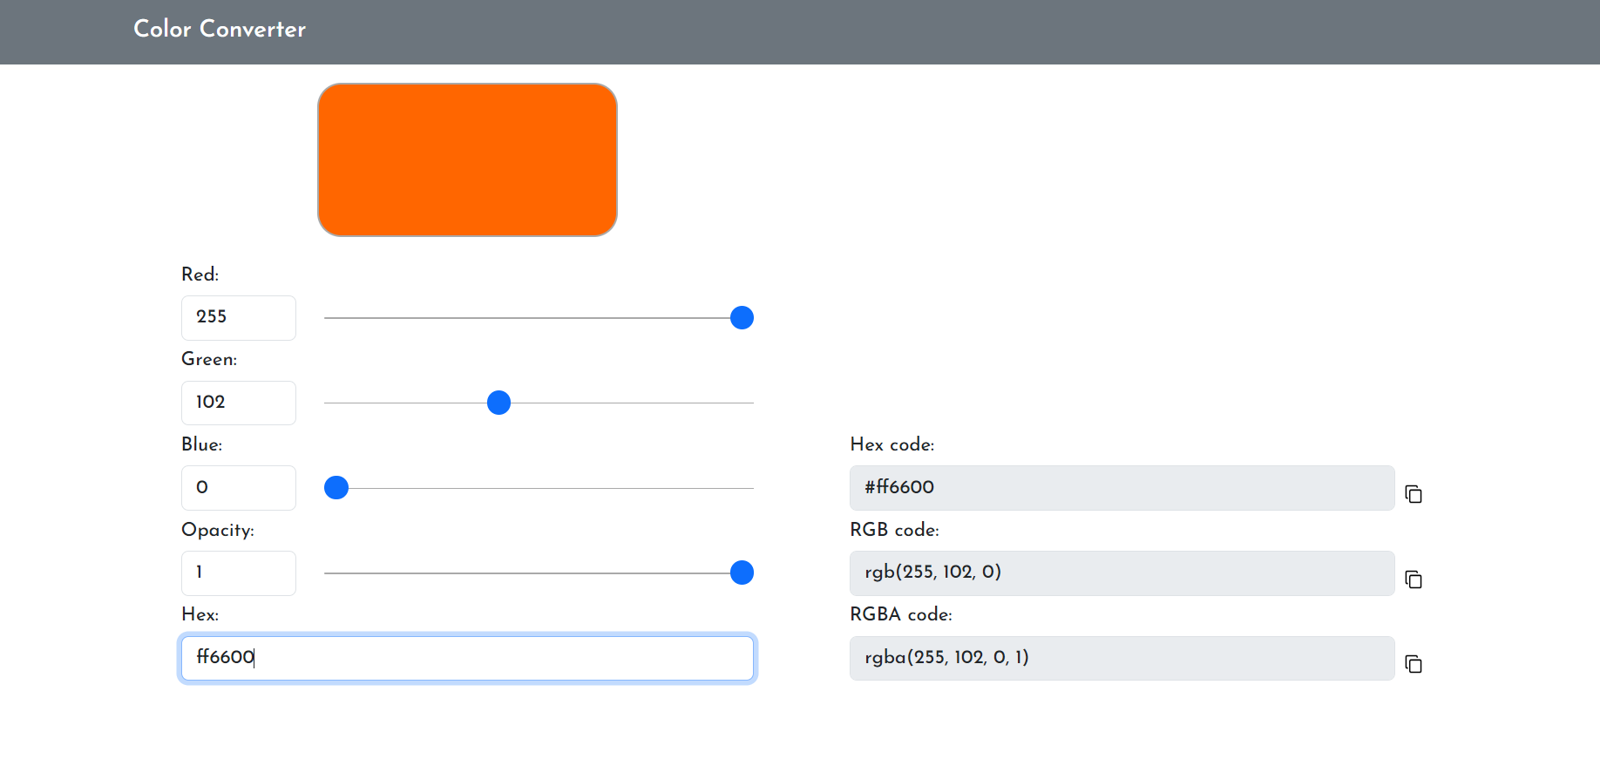 Color Converter
Red:
255
Green:
102
Blue:
0
Opacity:
1
Hex:
ff6600
Hex code:
#ff6600
RGB code:
rgb(255, 102, 0)
RGBA code:
rgba(255, 102, 0, 1)